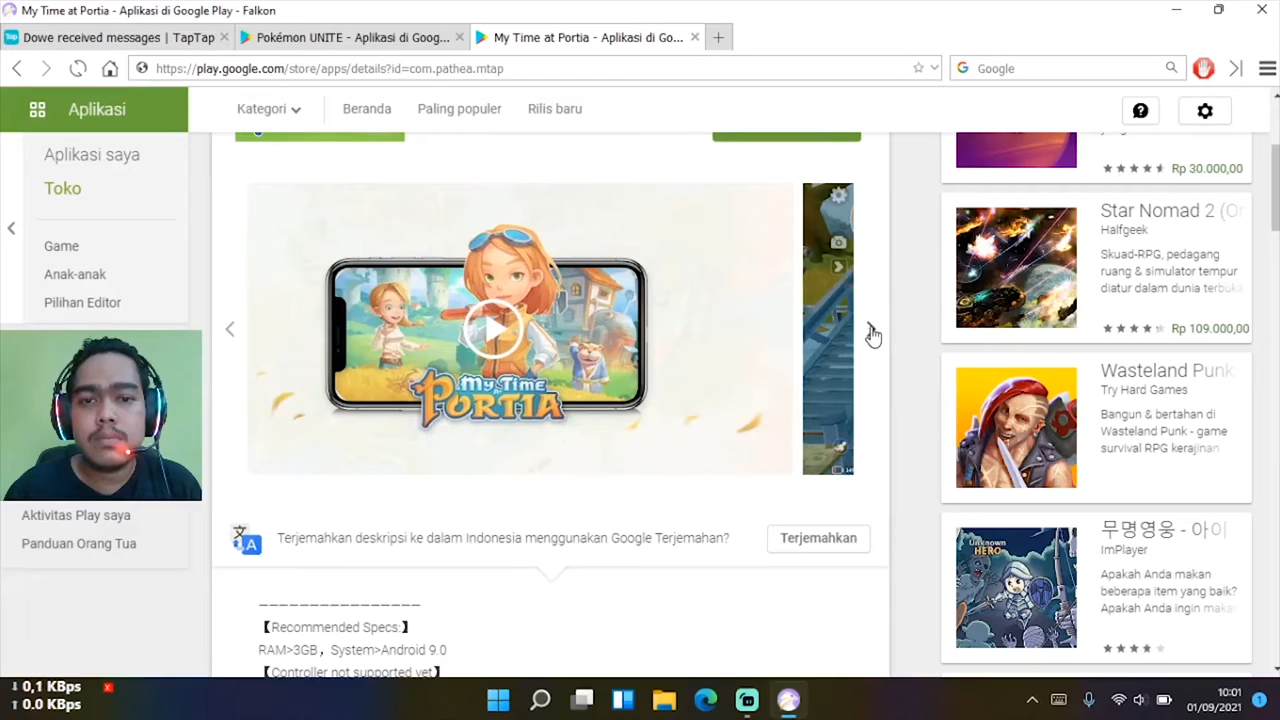 My Time at Portia - Aplikasi di Google Play - Falkon
Dowe received messages | TapTap
Pokémon UNITE - Aplikasi di Goog...
My Time at Portia - Aplikasi di Go...
https://play.google.com/store/apps/details?id=com.pathea.mtap
Google
Aplikasi
Kategori
Beranda
Paling populer
Rilis baru
Aplikasi saya
Toko
Game
Anak-anak
Pilihan Editor
Aktivitas Play saya
Panduan Orang Tua
My Time
at
PORTIA
Terjemahkan deskripsi ke dalam Indonesia menggunakan Google Terjemahan?
Terjemahkan
————————————————
【Recommended Specs:】
RAM>3GB，System>Android 9.0
【Controller not supported yet】
Rp 30.000,00
Star Nomad 2 (O
Halfgeek
Skuad-RPG, pedagang
ruang & simulator tempur
diatur dalam dunia terbuk
Rp 109.000,00
Wasteland Punk
Try Hard Games
Bangun & bertahan di
Wasteland Punk - game
survival RPG kerajinan
Unknown
HERO
무명영웅 - 아이
ImPlayer
Apakah Anda makan
beberapa item yang baik?
Apakah Anda ingin maka
0,1 KBps
0.0 KBps
10:01
01/09/2021
1